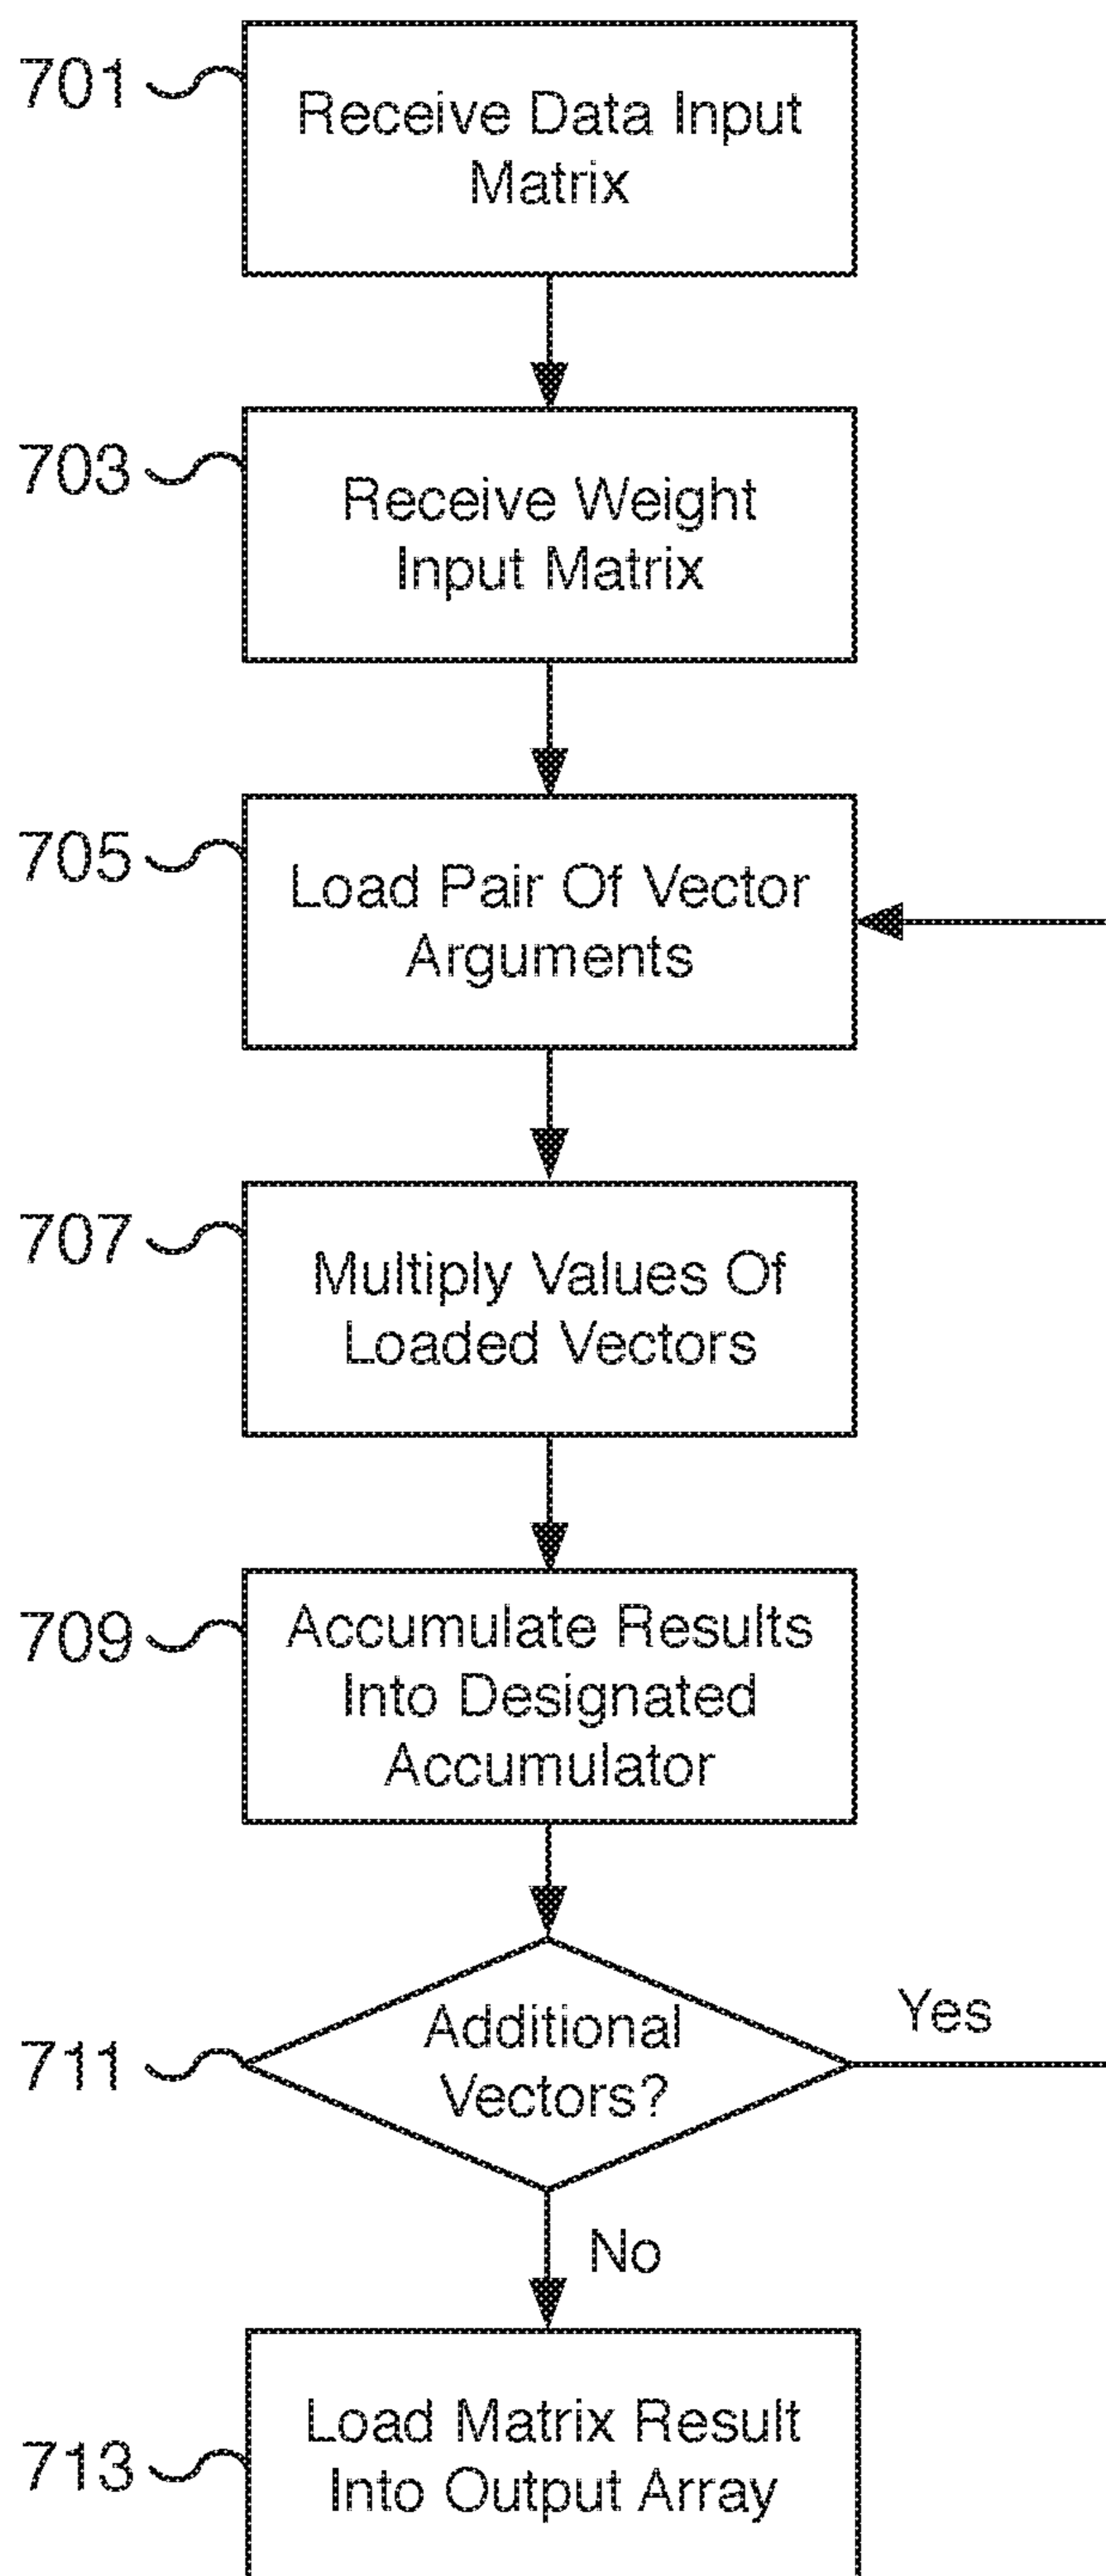 701
Receive Data Input
Matrix
703
Receive Weight
Input Matrix
705
Load Pair Of Vector
Arguments
707
Multiply Values Of
Loaded Vectors
709
Accumulate Results
Into Designated
Accumulator
711
Additional
Vectors?
Yes
No
713
Load Matrix Result
Into Output Array